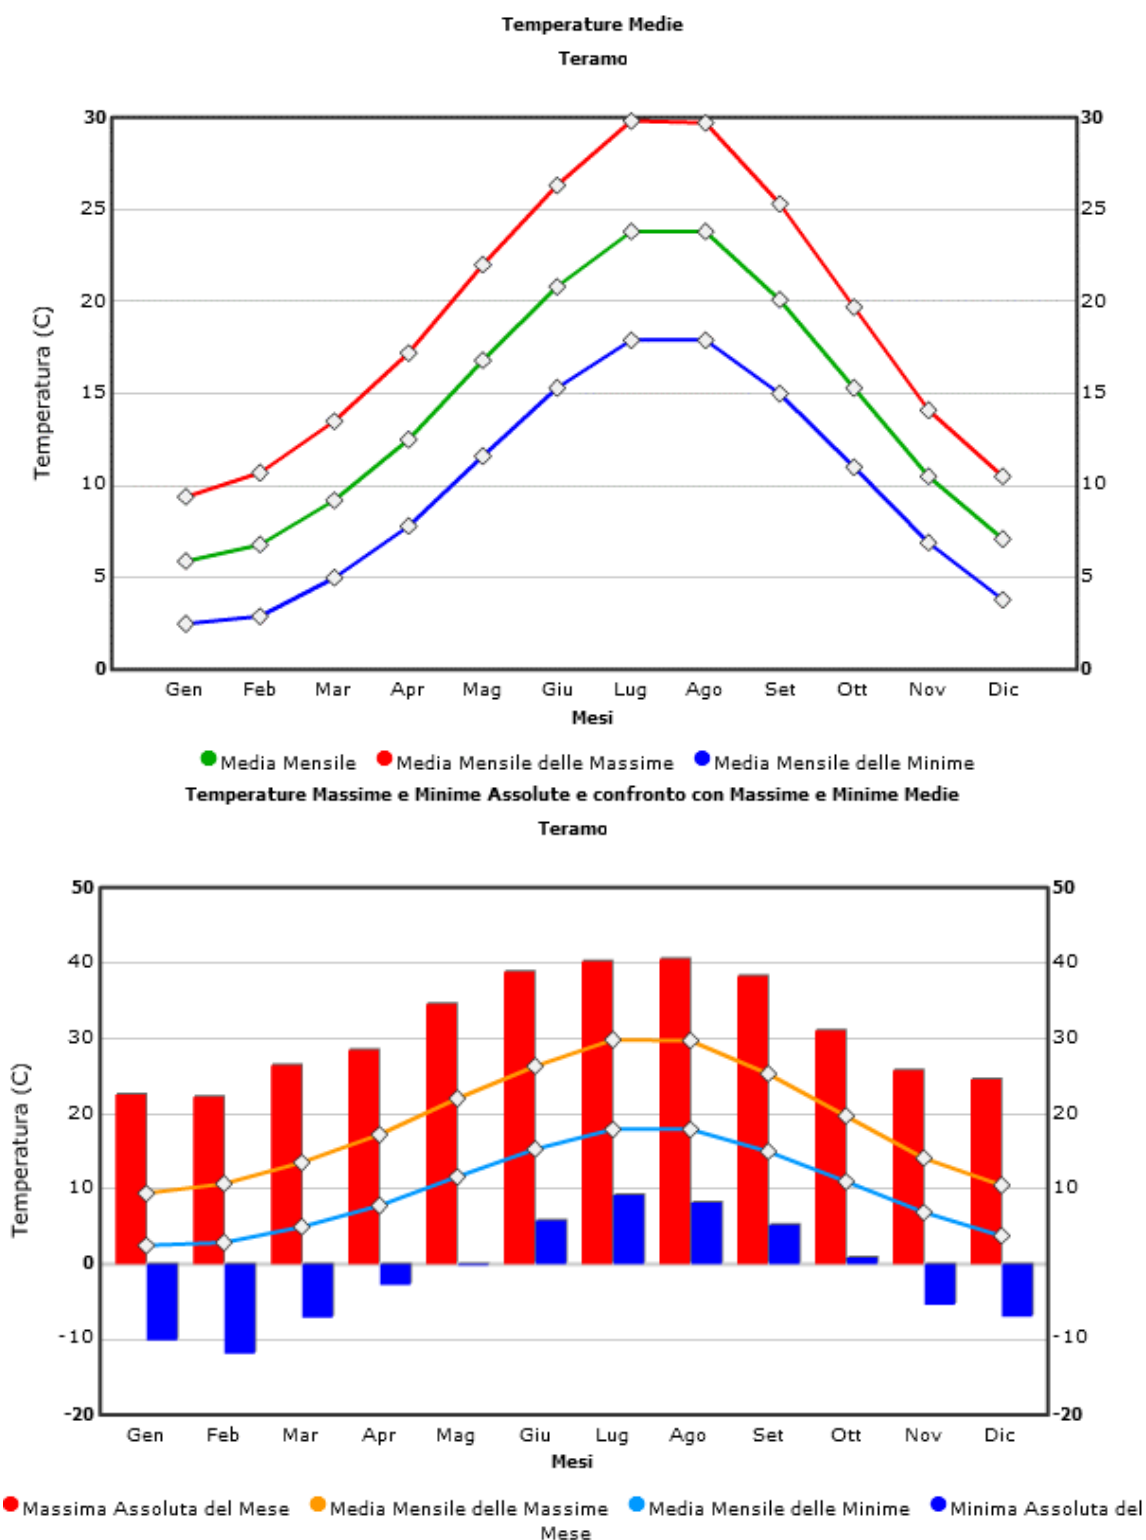 Temperature Medie
Teramo
30 30
25 25
20 20
15 15
10 10
5 5
0 0
Temperatura (C)
Gen Feb Mar Apr Mag Giu Lug Ago Set Ott Nov Dic
Mesi
Media Mensile Media Mensile delle Massime Media Mensile delle Minime
Temperature Massime e Minime Assolute e confronto con Massime e Minime Medie
Teramo
50 50
40 40
30 30
20 20
10 10
0 0
-10 -10
-20 -20
Temperatura (C)
Gen Feb Mar Apr Mag Giu Lug Ago Set Ott Nov Dic
Mesi
Massima Assoluta del Mese Media Mensile delle Massime Media Mensile delle Minime Minima Assoluta del
Mese